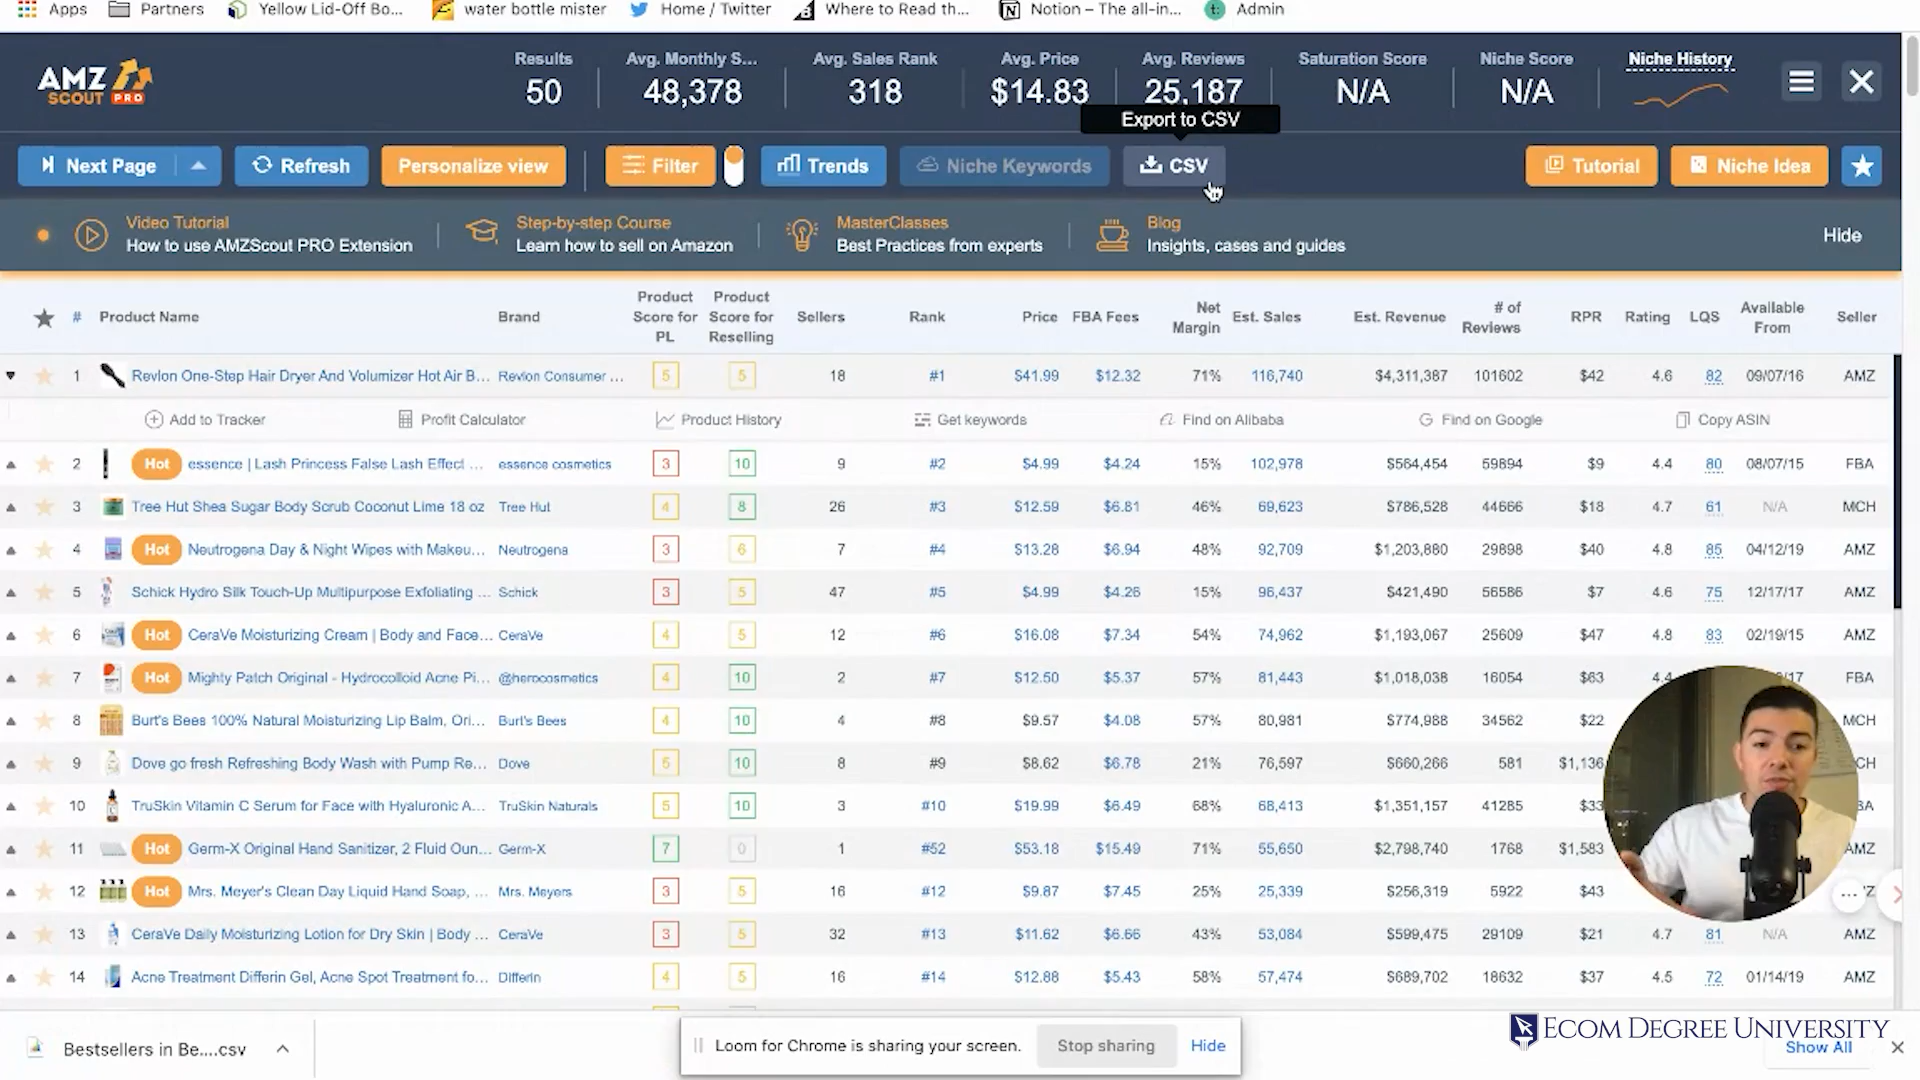 Apps Partners Yellow Lid-Off Bo... water bottle mister Home / Twitter Where to Read th... Notion – The all-in... Admin
AMZ SCOUT PRO
Results 50
Avg. Monthly S... 48,378
Avg. Sales Rank 318
Avg. Price $14.83
Avg. Reviews 25,187
Saturation Score N/A
Niche Score N/A
Niche History
Export to CSV
Next Page Refresh Personalize view Filter Trends Niche Keywords CSV Tutorial Niche Idea
Video Tutorial Step-by-step Course MasterClasses Blog
How to use AMZScout PRO Extension Learn how to sell on Amazon Best Practices from experts Insights, cases and guides Hide
# Product Name Brand Product Score for PL Product Score for Reselling Sellers Rank Price FBA Fees Net Margin Est. Sales Est. Revenue # of Reviews RPR Rating LQS Available From Seller
1 Revlon One-Step Hair Dryer And Volumizer Hot Air B... Revlon Consumer ... 5 5 18 #1 $41.99 $12.32 71% 116,740 $4,311,387 101602 $42 4.6 82 09/07/16 AMZ
Add to Tracker Profit Calculator Product History Get keywords Find on Alibaba Find on Google Copy ASIN
2 Hot essence | Lash Princess False Lash Effect ... essence cosmetics 3 10 9 #2 $4.99 $4.24 15% 102,978 $564,454 59894 $9 4.4 80 08/07/15 FBA
3 Tree Hut Shea Sugar Body Scrub Coconut Lime 18 oz Tree Hut 4 8 26 #3 $12.59 $6.81 46% 69,623 $786,528 44666 $18 4.7 61 N/A MCH
4 Hot Neutrogena Day & Night Wipes with Makeu... Neutrogena 3 6 7 #4 $13.28 $6.94 48% 92,709 $1,203,880 29898 $40 4.8 85 04/12/19 AMZ
5 Schick Hydro Silk Touch-Up Multipurpose Exfoliating ... Schick 3 5 47 #5 $4.99 $4.26 15% 96,437 $421,490 56586 $7 4.6 75 12/17/17 AMZ
6 Hot CeraVe Moisturizing Cream | Body and Face... CeraVe 4 5 12 #6 $16.08 $7.34 54% 74,962 $1,193,067 25609 $47 4.8 83 02/19/15 AMZ
7 Hot Mighty Patch Original - Hydrocolloid Acne Pi... @herocosmetics 4 10 2 #7 $12.50 $5.37 57% 81,443 $1,018,038 16054 $63 4.4 FBA
8 Burt's Bees 100% Natural Moisturizing Lip Balm, Ori... Burt's Bees 4 10 4 #8 $9.57 $4.08 57% 80,981 $774,988 34562 $22 MCH
9 Dove go fresh Refreshing Body Wash with Pump Re... Dove 5 10 8 #9 $8.62 $6.78 21% 76,597 $660,266 581 $1,136
10 TruSkin Vitamin C Serum for Face with Hyaluronic A... TruSkin Naturals 5 10 3 #10 $19.99 $6.49 68% 68,413 $1,351,157 41285 $33
11 Hot Germ-X Original Hand Sanitizer, 2 Fluid Oun... Germ-X 7 0 1 #52 $53.18 $15.49 71% 55,650 $2,798,740 1768 $1,583 AMZ
12 Hot Mrs. Meyer's Clean Day Liquid Hand Soap, ... Mrs. Meyers 3 5 16 #12 $9.87 $7.45 25% 25,339 $256,319 5922 $43
13 CeraVe Daily Moisturizing Lotion for Dry Skin | Body ... CeraVe 3 5 32 #13 $11.62 $6.66 43% 53,084 $599,475 29109 $21 4.7 81 N/A AMZ
14 Acne Treatment Differin Gel, Acne Spot Treatment fo... Differin 4 5 16 #14 $12.88 $5.43 58% 57,474 $689,702 18632 $37 4.5 72 01/14/19 AMZ
ECOM DEGREE UNIVERSITY
Bestsellers in Be....csv Loom for Chrome is sharing your screen. Stop sharing Hide Show All